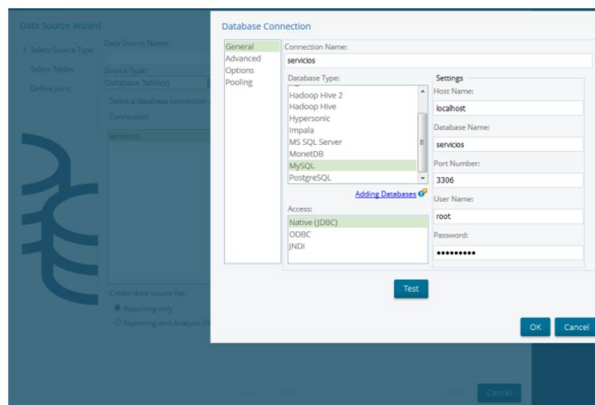 Data Source Wizard
Select Source Type
Select Tables
Define Joins
Data Source Name:
Source Type:
Database Table(s)
Select a database connection
Connection:
servicios
Create data source for:
Reporting only
Reporting and Analysis
Cancel
Database Connection
General
Advanced
Options
Pooling
Connection Name:
servicios
Database Type:
Hadoop Hive 2
Hadoop Hive
Hypersonic
Impala
MS SQL Server
MonetDB
MySQL
PostgreSQL
Adding Databases
Access:
Native (JDBC)
ODBC
JNDI
Settings
Host Name:
localhost
Database Name:
servicios
Port Number:
3306
User Name:
root
Password:
•••••••••
Test
OK Cancel